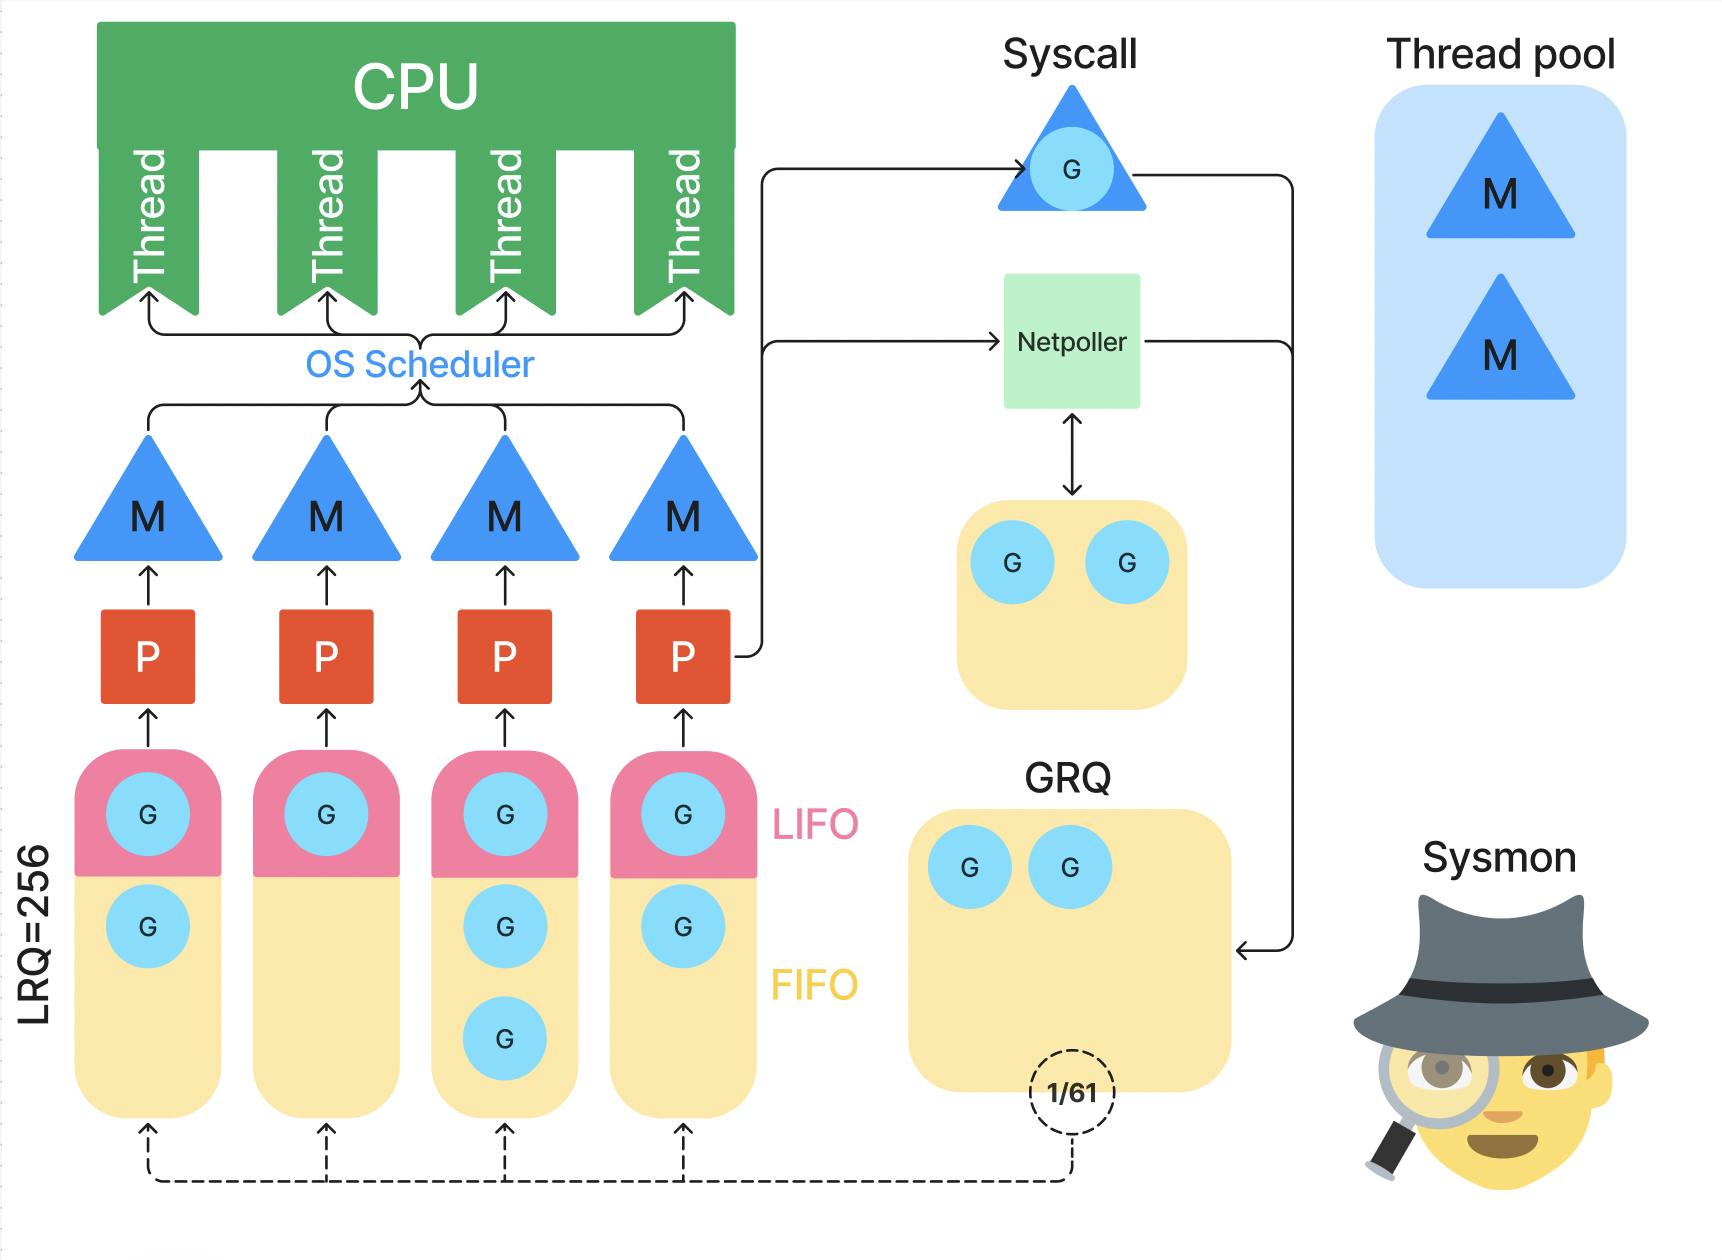 CPU
Thread
Thread
Thread
Thread
OS Scheduler
M
M
M
M
P
P
P
P
G
G
G
G
G
G
G
G
LRQ=256
LIFO
FIFO
Syscall
G
Netpoller
G
G
GRQ
G
G
1/61
Thread pool
M
M
Sysmon